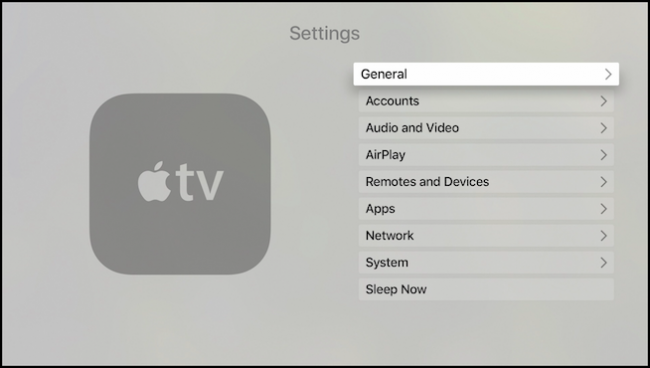 Settings
General
Accounts
Audio and Video
AirPlay
Remotes and Devices
Apps
Network
System
Sleep Now
tv